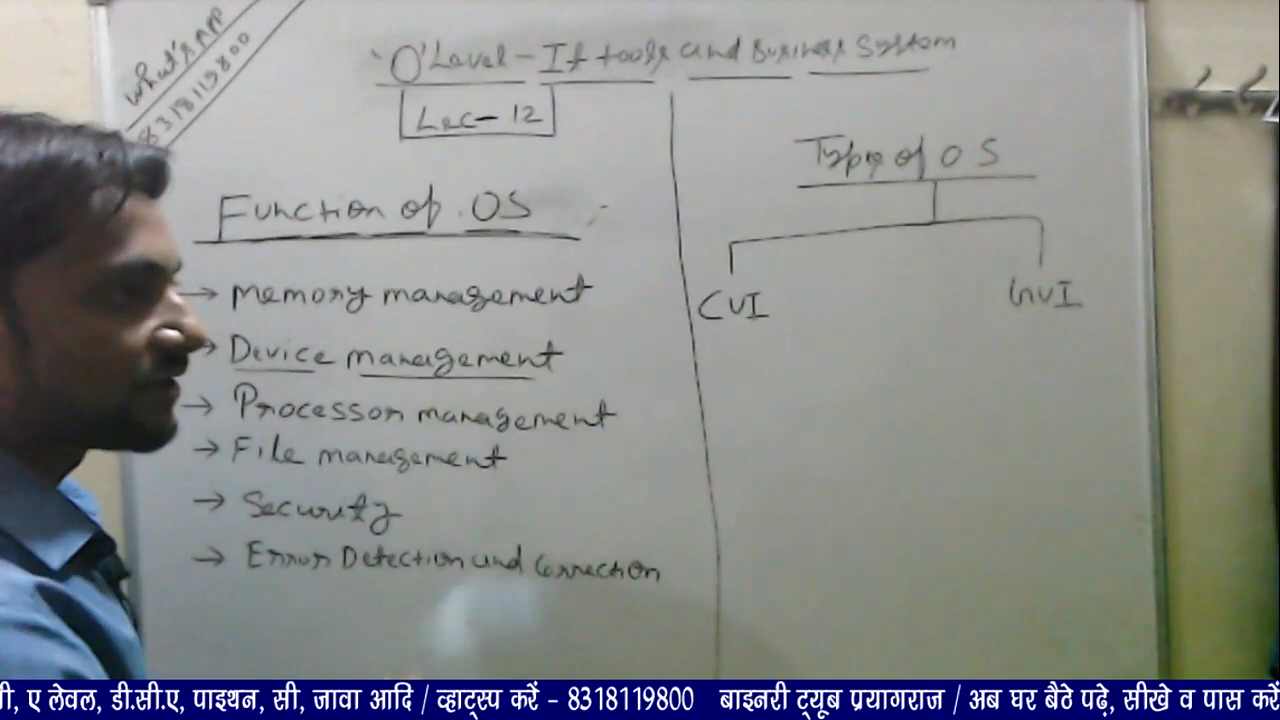 What's APP
8318119800
'O' Level - It tools and Business System
Lec - 12
Function of OS :-
→ Memory management
→ Device management
→ Processor management
→ File management
→ Security
→ Error Detection and Correction
Types of OS
CUI
GUI
ी, ए लेवल, डी.सी.ए, पाइथन, सी, जावा आदि / व्हाट्स्प करें - 8318119800 बाइनरी ट्यूब प्रयागराज / अब घर बैठे पढ़े, सीखे व पास करें